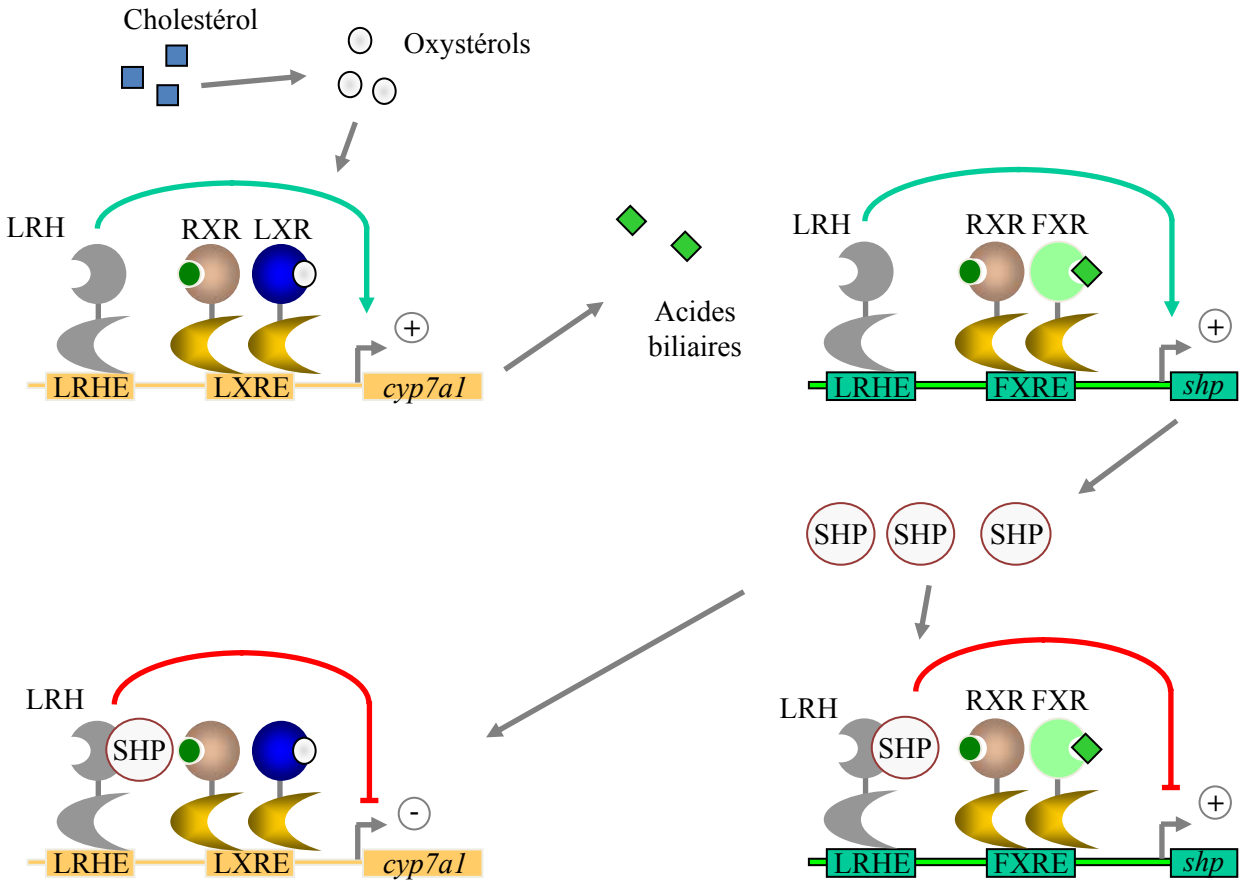 Cholestérol
Oxystérols
LRH
RXR LXR
+
LRHE
LXRE
cyp7a1
Acides
biliaires
LRH
RXR FXR
+
LRHE
FXRE
shp
SHP
SHP
SHP
LRH
SHP
-
LRHE
LXRE
cyp7a1
LRH
RXR FXR
SHP
+
LRHE
FXRE
shp